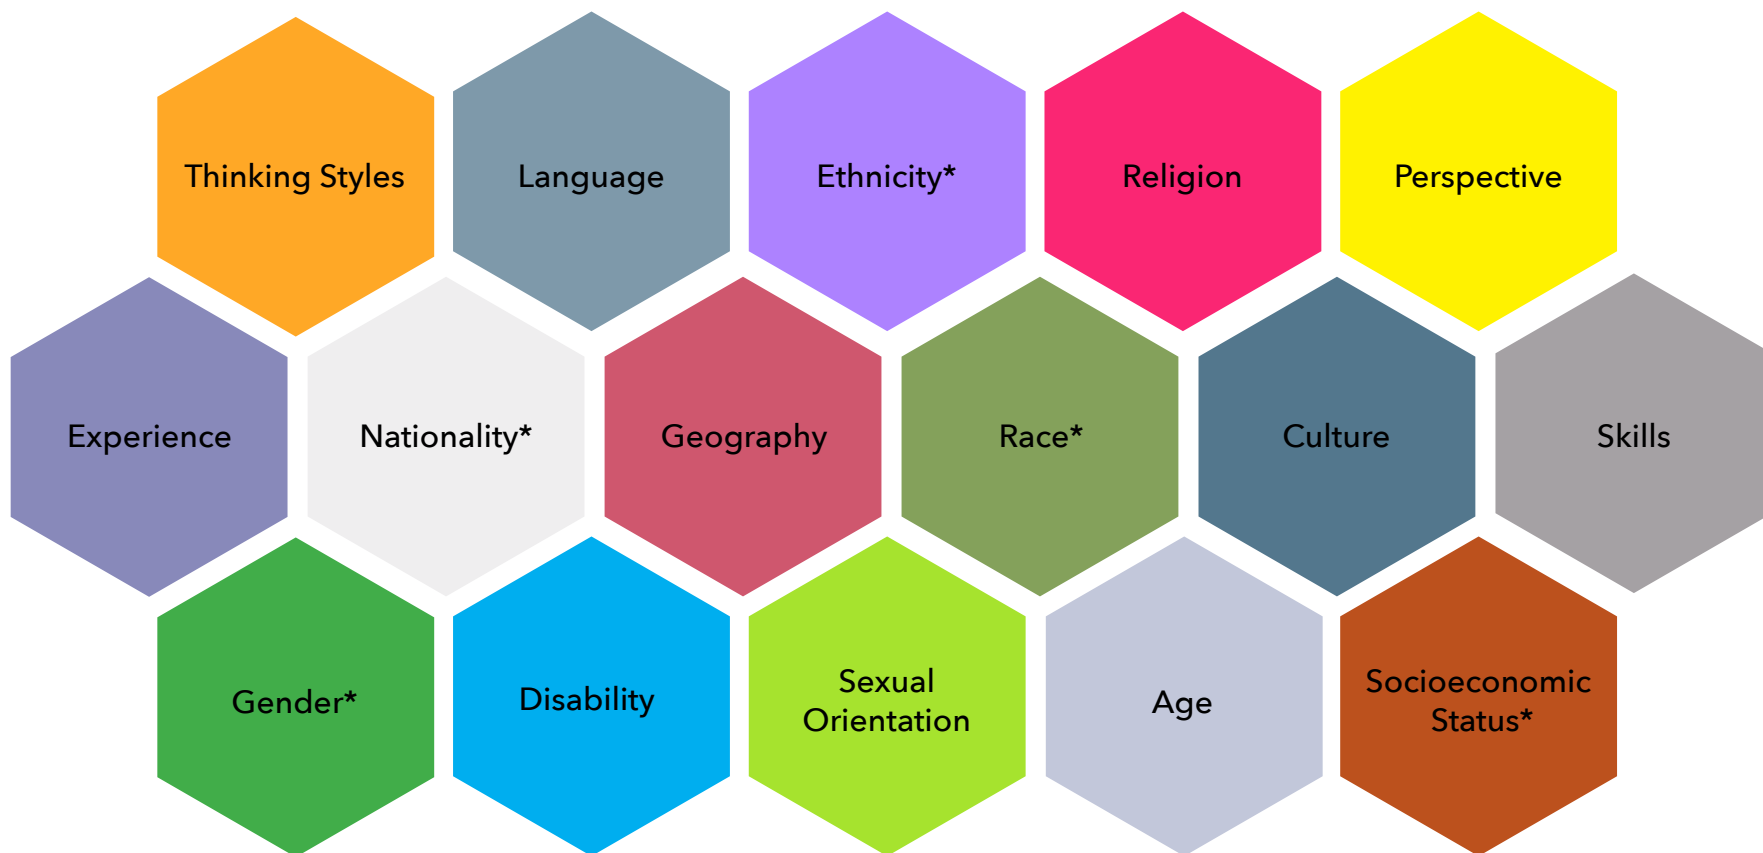 Thinking Styles
Language
Ethnicity*
Religion
Perspective
Experience
Nationality*
Geography
Race*
Culture
Skills
Gender*
Disability
Sexual
Orientation
Age
Socioeconomic
Status*